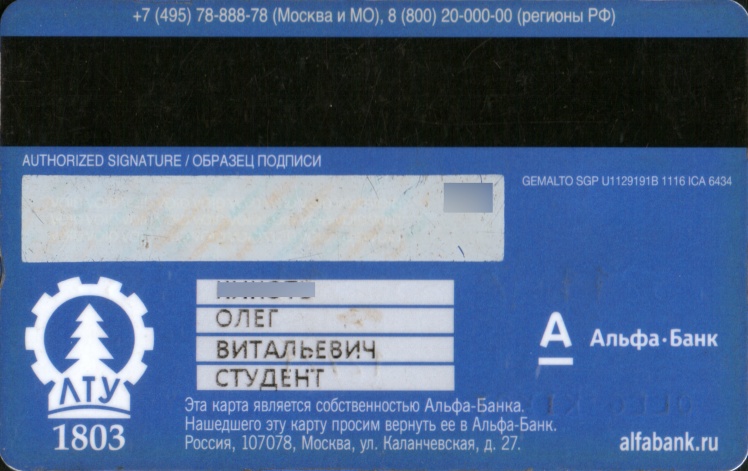 +7 (495) 78-888-78 (Москва и МО), 8 (800) 20-000-00 (регионы РФ)
AUTHORIZED SIGNATURE / ОБРАЗЕЦ ПОДПИСИ
GEMALTO SGP U1129191B 1116 ICA 6434
ОЛЕГ
ВИТАЛЬЕВИЧ
СТУДЕНТ
А Альфа·Банк
ЛТУ
1803
Эта карта является собственностью Альфа-Банка.
Нашедшего эту карту просим вернуть ее в Альфа-Банк.
Россия, 107078, Москва, ул. Каланчевская, д. 27.
alfabank.ru